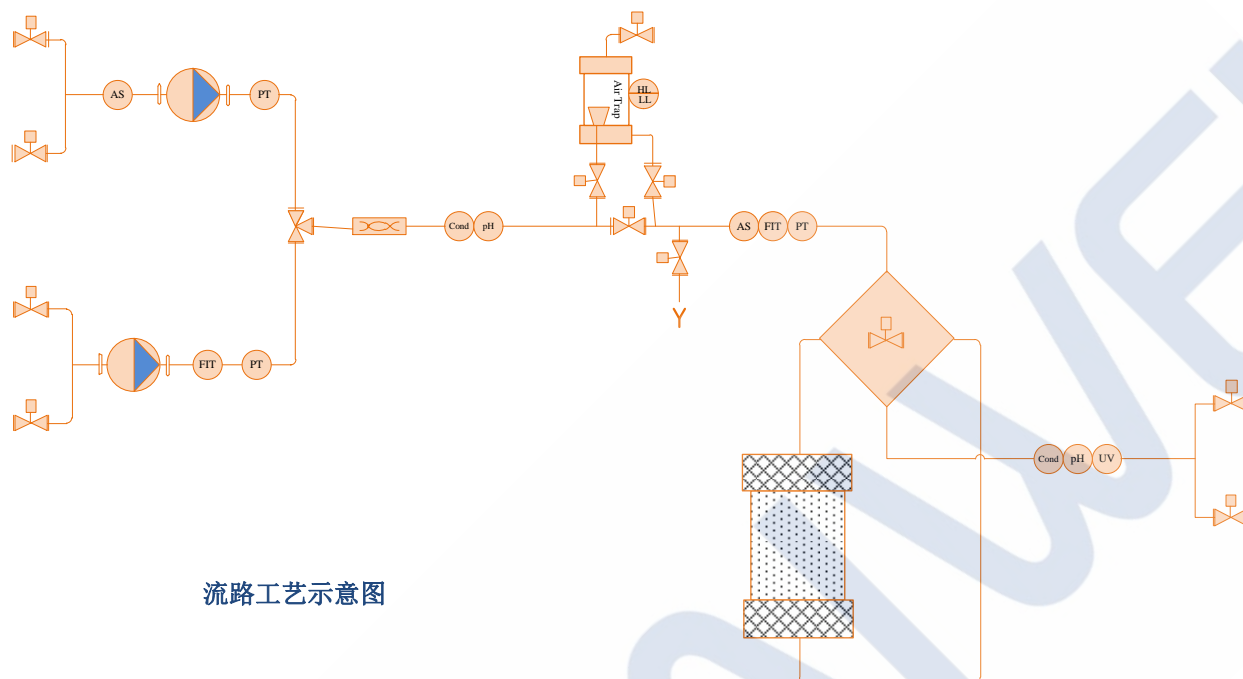 HL
LL
Air Trap
AS
PT
Cond
pH
AS
FIT
PT
Y
FIT
PT
Cond
pH
UV
流路工艺示意图